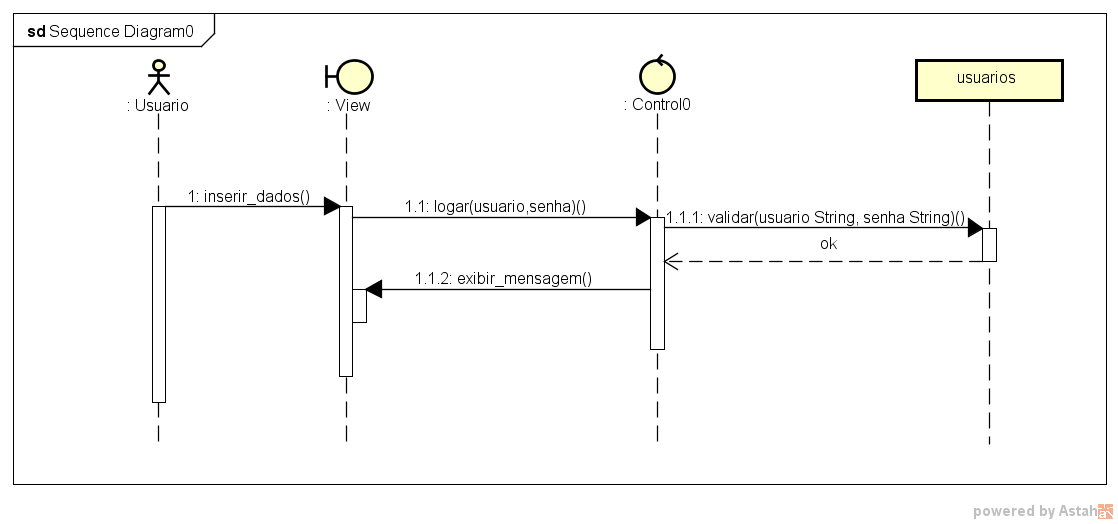 sd Sequence Diagram0
: Usuario
: View
: Control0
usuarios
1: inserir_dados()
1.1: logar(usuario,senha)()
1.1.1: validar(usuario String, senha String)()
ok
1.1.2: exibir_mensagem()
powered by Astah